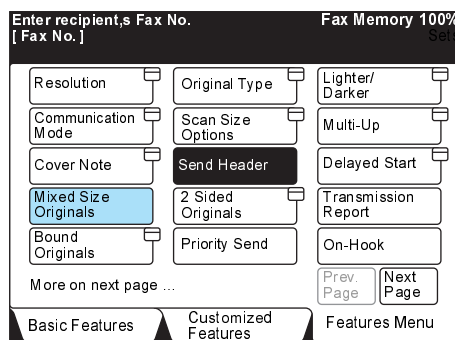 Enter recipient,s Fax No.
Fax Memory 100%
[ Fax No. ]
Set
Resolution
Original Type
Lighter/
Darker
Communication
Mode
Scan Size
Options
Multi-Up
Cover Note
Send Header
Delayed Start
Mixed Size
Originals
2 Sided
Originals
Transmission
Report
Bound
Originals
Priority Send
On-Hook
More on next page ...
Prev.
Page
Next
Page
Basic Features
Customized
Features
Features Menu